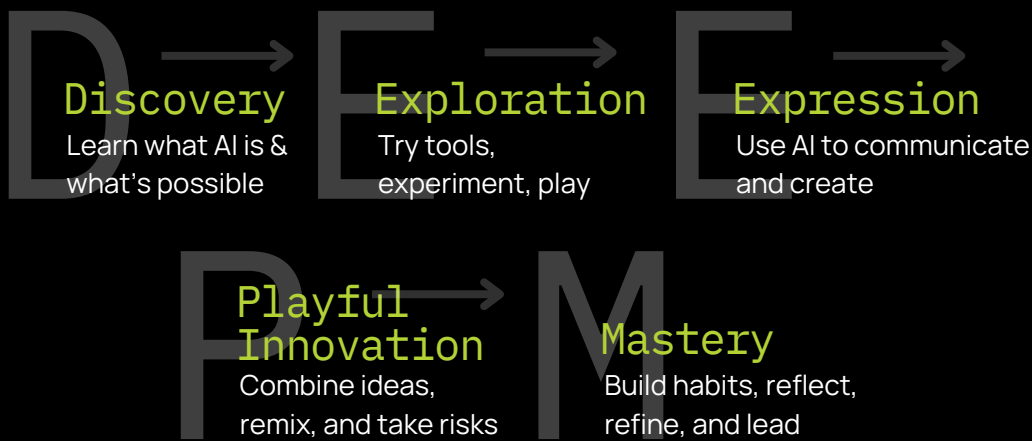 D
Discovery
Learn what AI is &
what's possible
E
Exploration
Try tools,
experiment, play
E
Expression
Use AI to communicate
and create
P
Playful
Innovation
Combine ideas,
remix, and take risks
M
Mastery
Build habits, reflect,
refine, and lead